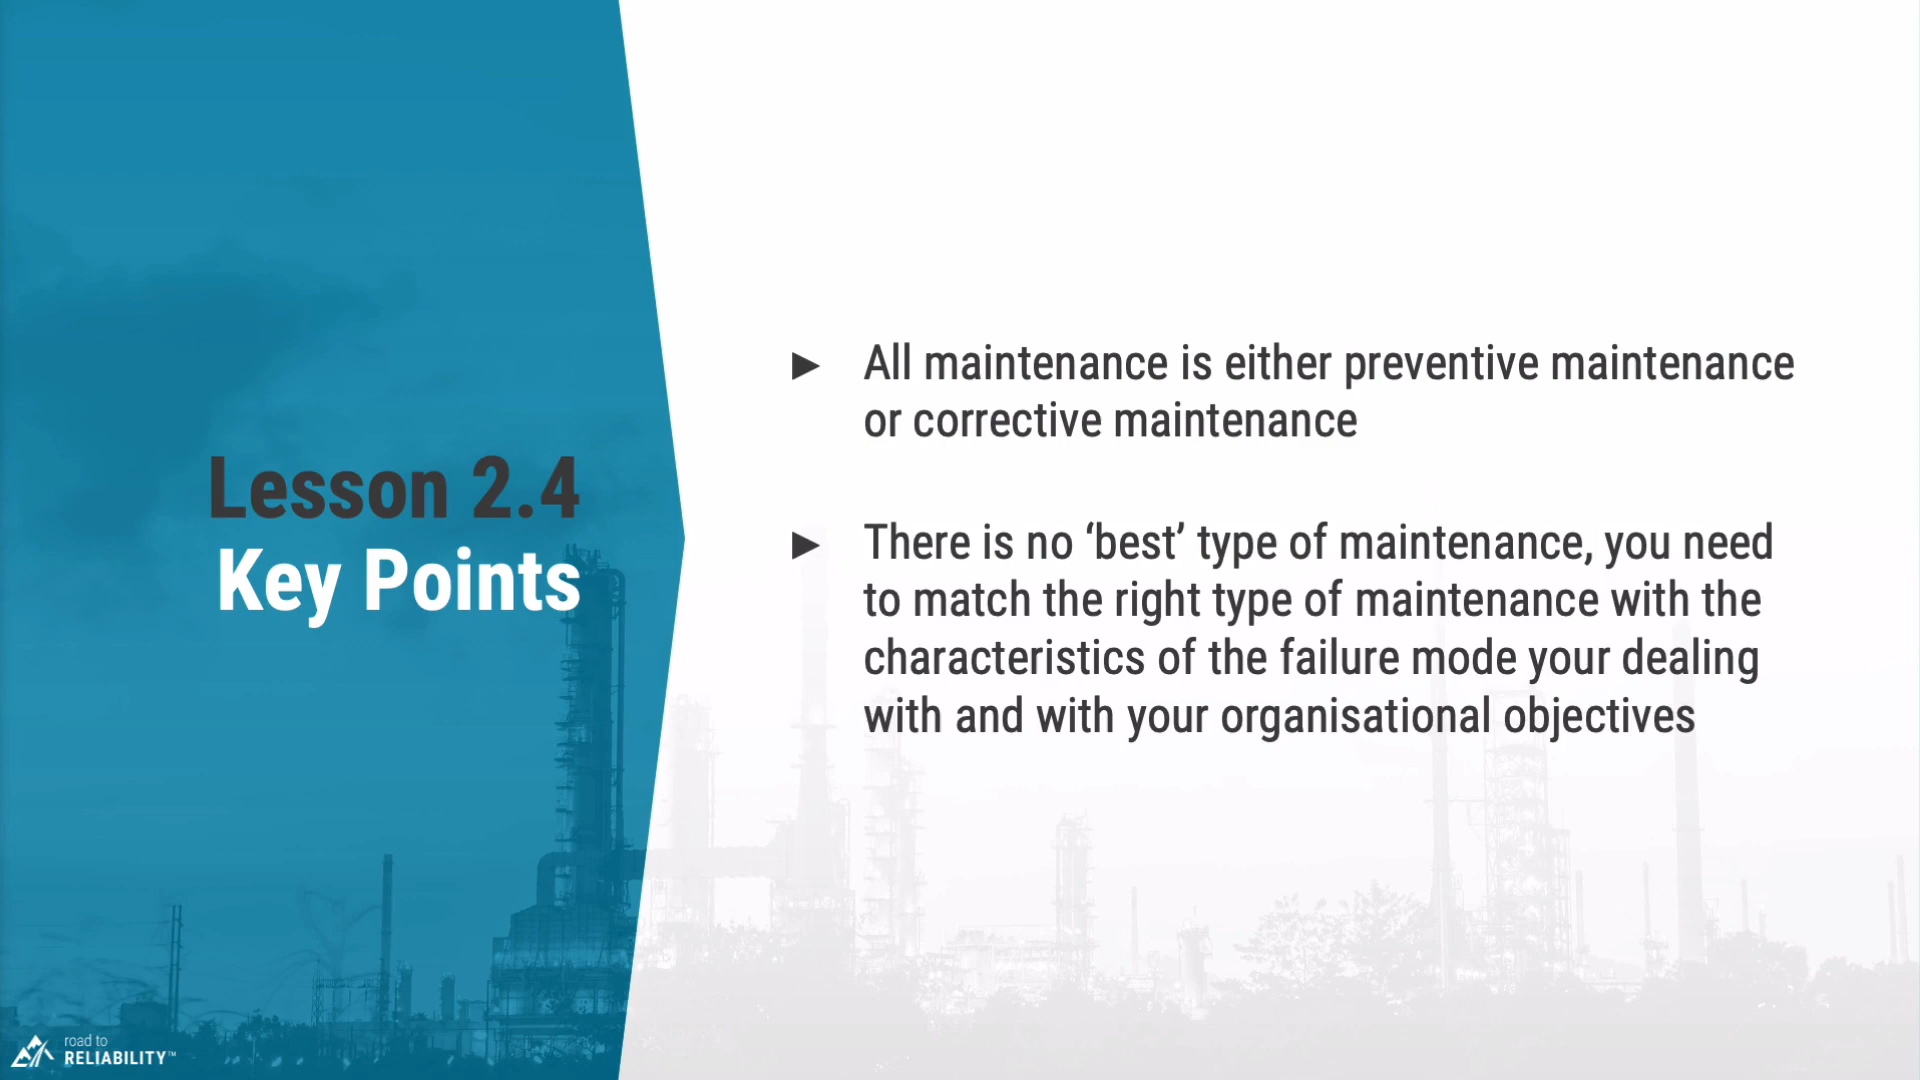 Lesson 2.4
Key Points
► All maintenance is either preventive maintenance
or corrective maintenance
► There is no ‘best’ type of maintenance, you need
to match the right type of maintenance with the
characteristics of the failure mode your dealing
with and with your organisational objectives
road to
RELIABILITY™